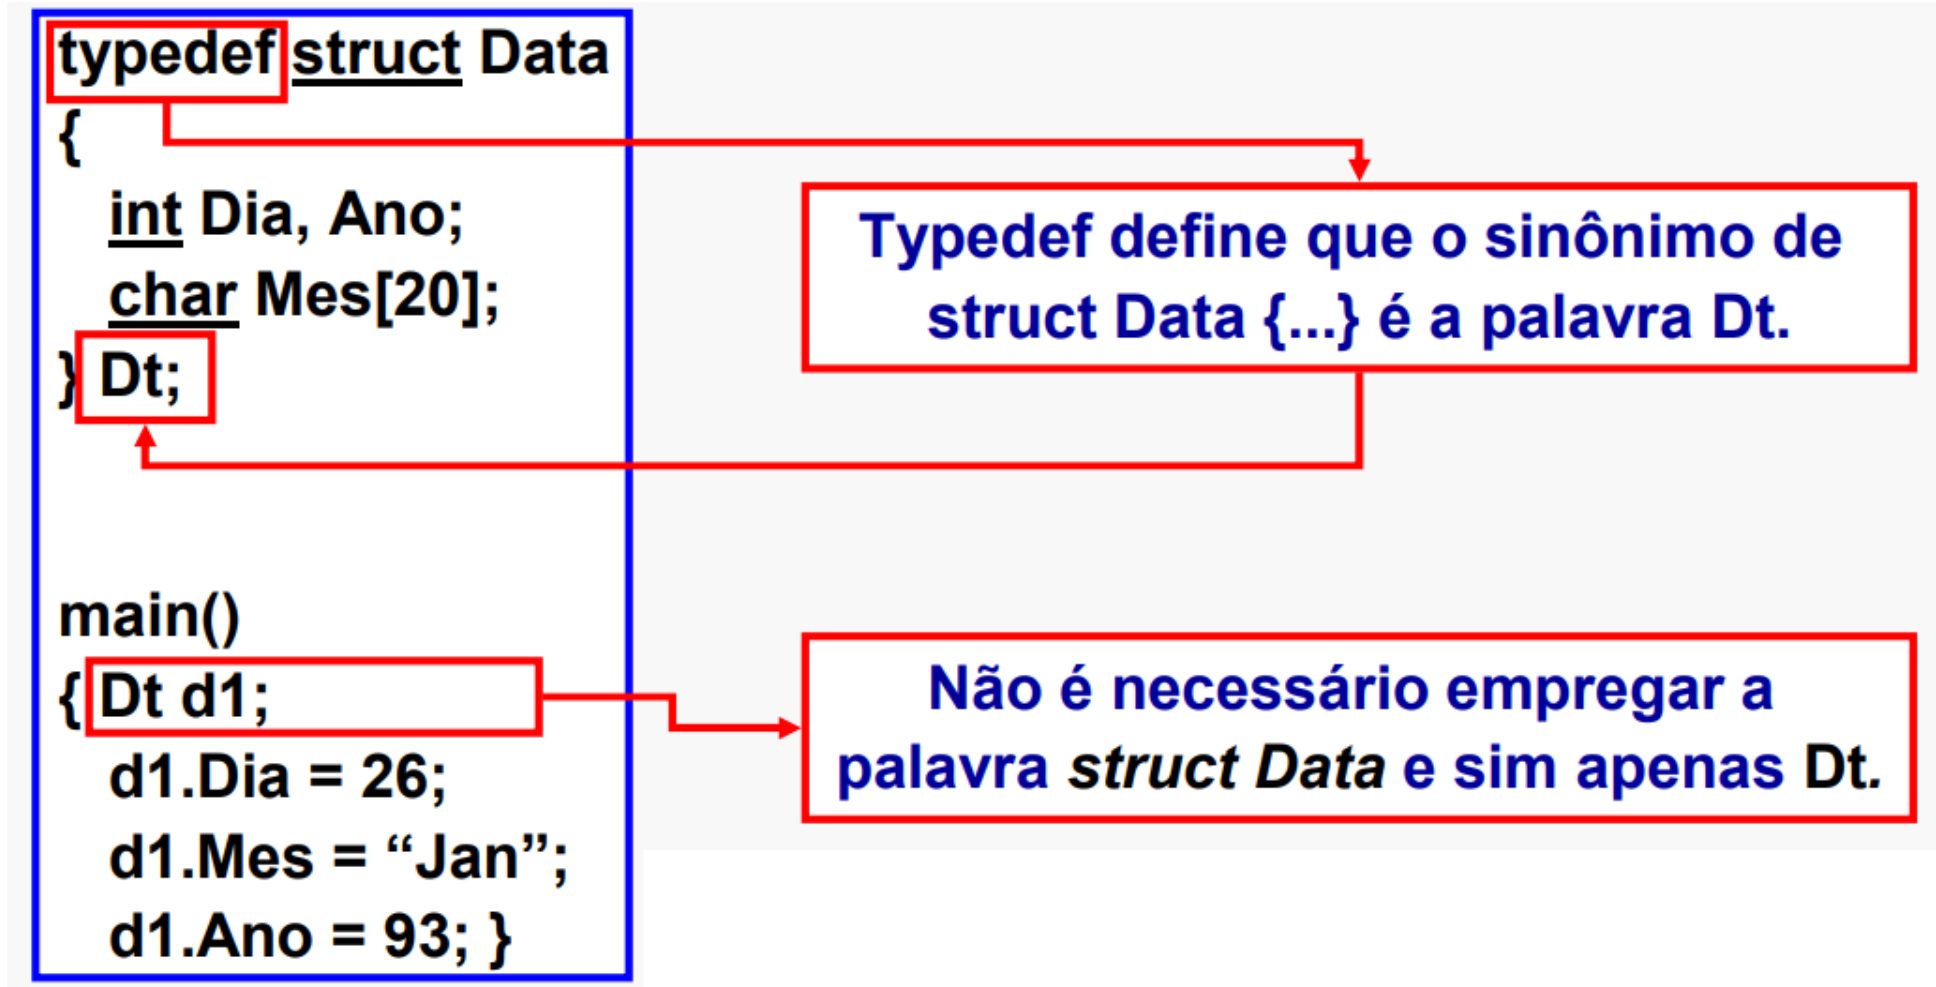 typedef struct Data
{
int Dia, Ano;
char Mes[20];
} Dt;
main()
{ Dt d1;
d1.Dia = 26;
d1.Mes = “Jan”;
d1.Ano = 93; }
Typedef define que o sinônimo de
struct Data {...} é a palavra Dt.
Não é necessário empregar a
palavra struct Data e sim apenas Dt.